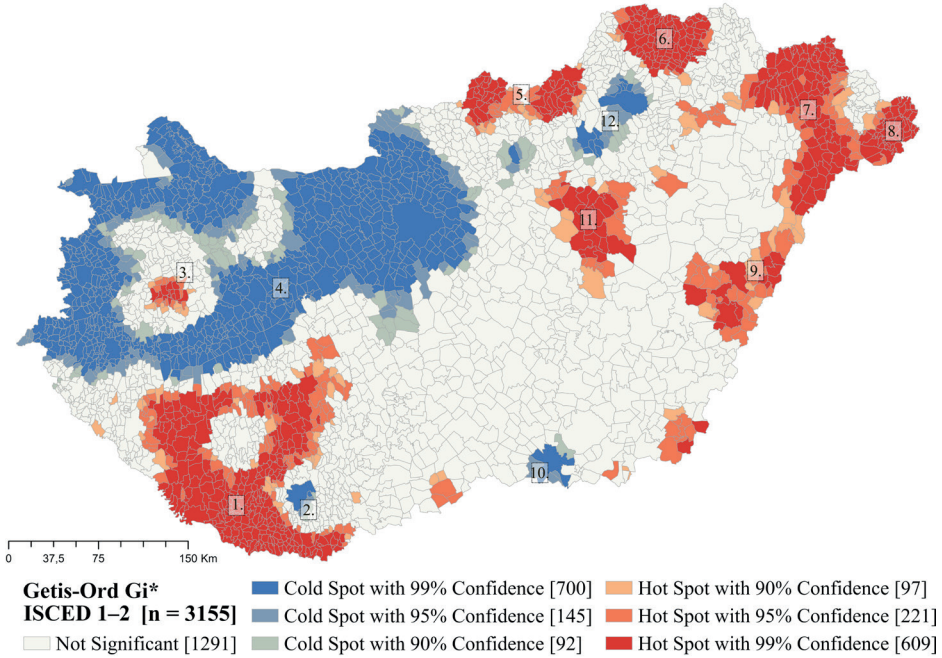 6.
5.
7.
12.
8.
11.
3.
9.
4.
10.
1.
2.
0 37,5 75 150 Km
Getis-Ord Gi*
ISCED 1–2 [n = 3155]
Not Significant [1291]
Cold Spot with 99% Confidence [700]
Cold Spot with 95% Confidence [145]
Cold Spot with 90% Confidence [92]
Hot Spot with 90% Confidence [97]
Hot Spot with 95% Confidence [221]
Hot Spot with 99% Confidence [609]